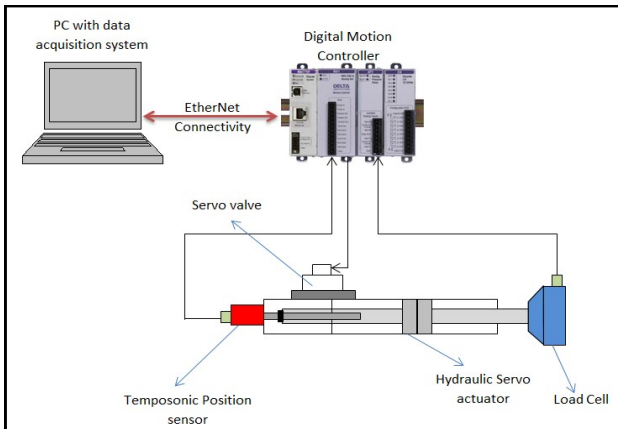 PC with data
acquisition system
Digital Motion
Controller
EtherNet
Connectivity
DELTA
Servo valve
Temposonic Position
sensor
Hydraulic Servo
actuator
Load Cell